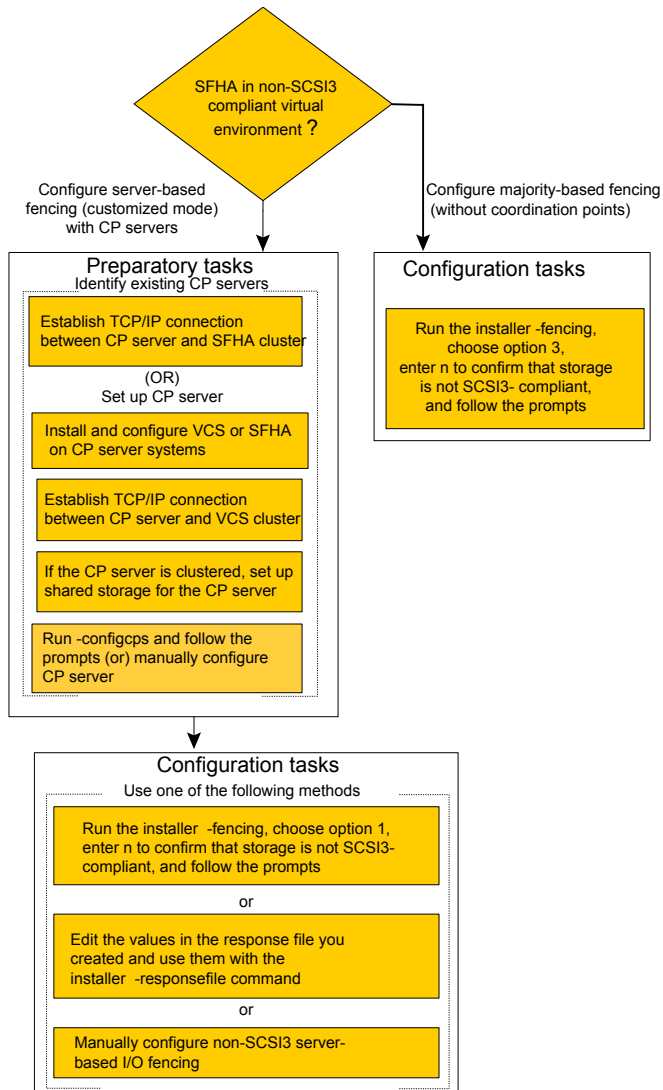 SFHA in non-SCSI3
compliant virtual
environment ?
Configure server-based
fencing (customized mode)
with CP servers
Configure majority-based fencing
(without coordination points)
Preparatory tasks
Identify existing CP servers
Establish TCP/IP connection
between CP server and SFHA cluster
(OR)
Set up CP server
Install and configure VCS or SFHA
on CP server systems
Establish TCP/IP connection
between CP server and VCS cluster
If the CP server is clustered, set up
shared storage for the CP server
Run -configcps and follow the
prompts (or) manually configure
CP server
Configuration tasks
Run the installer -fencing,
choose option 3,
enter n to confirm that storage
is not SCSI3- compliant,
and follow the prompts
Configuration tasks
Use one of the following methods
Run the installer -fencing, choose option 1,
enter n to confirm that storage is not SCSI3-
compliant, and follow the prompts
or
Edit the values in the response file you
created and use them with the
installer -responsefile command
or
Manually configure non-SCSI3 server-
based I/O fencing